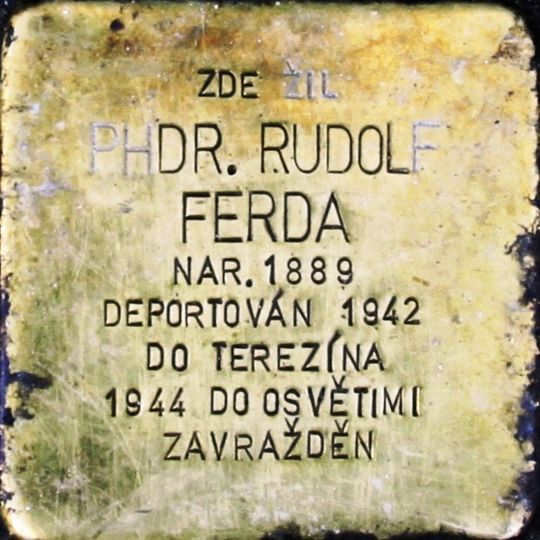 ZDE ŽIL
PHDR. RUDOLF
FERDA
NAR. 1889
DEPORTOVÁN 1942
DO TEREZÍNA
1944 DO OSVĚTIMI
ZAVRAŽDĚN